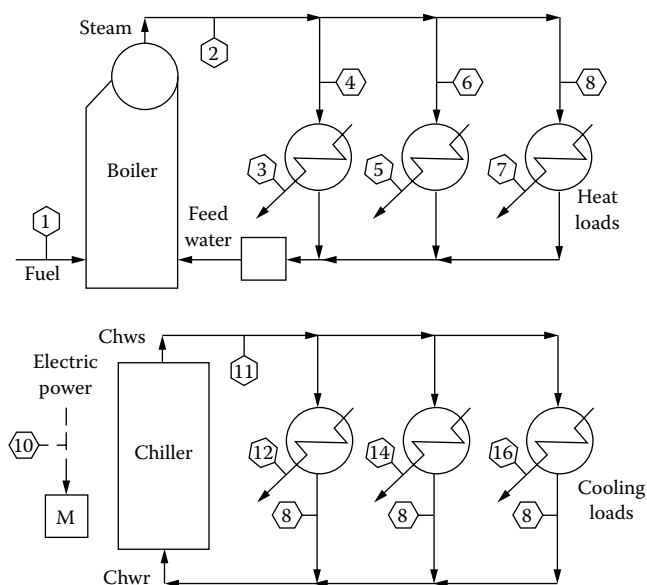 Steam
2
4
6
8
Boiler
3
5
7
Heat
loads
1
Fuel
Feed
water
Chws
11
Electric
power
10
M
Chiller
12
14
16
Cooling
loads
8
8
8
Chwr